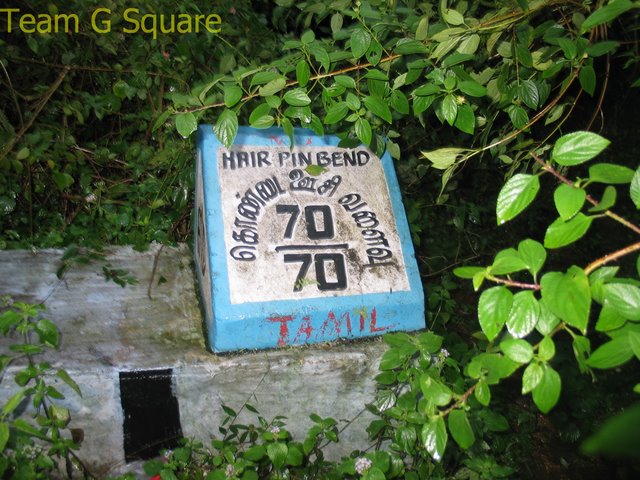 Team G Square
HAIR PIN BEND
கொண்டை ஊசி வளைவு
70
70
TAMIL